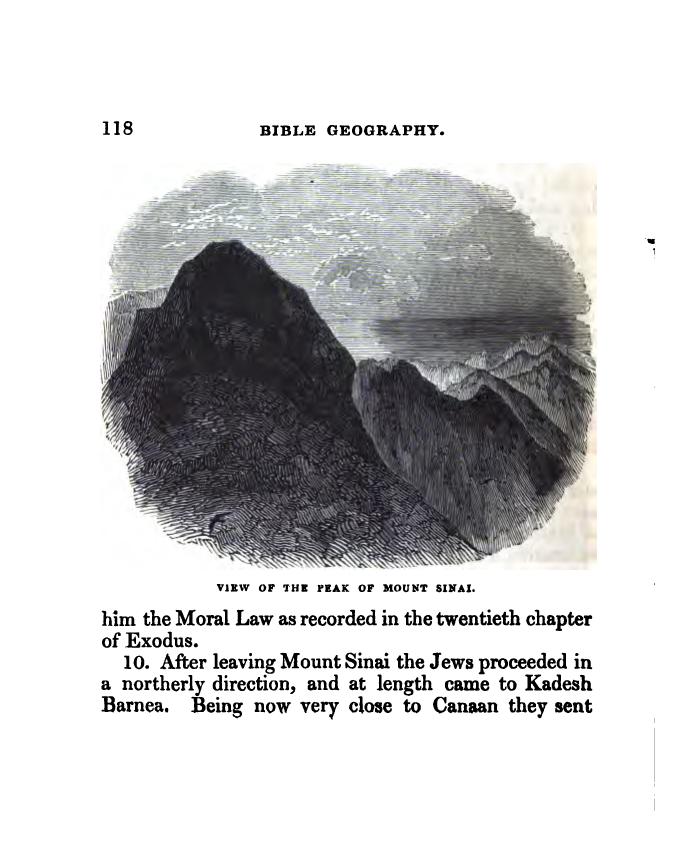 118 BIBLE GEOGRAPHY.
VIEW OF THE PEAK OF MOUNT SINAI.
him the Moral Law as recorded in the twentieth chapter
of Exodus.
10. After leaving Mount Sinai the Jews proceeded in
a northerly direction, and at length came to Kadesh
Barnea. Being now very close to Canaan they sent